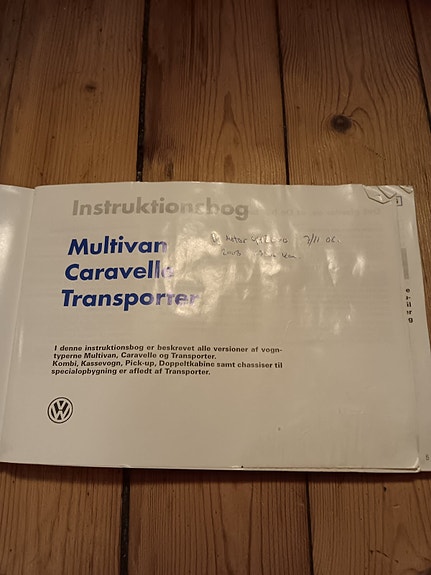 Instruktionsbog
Multivan
Caravelle
Transporter
Motor 7/11 06.
I denne instruktionsbog er beskrevet alle versioner af vogn-
typerne Multivan, Caravelle og Transporter.
Kombi, Kassevogn, Pick-up, Doppeltkabine samt chassiser til
specialopbygning er afledt af Transporter.